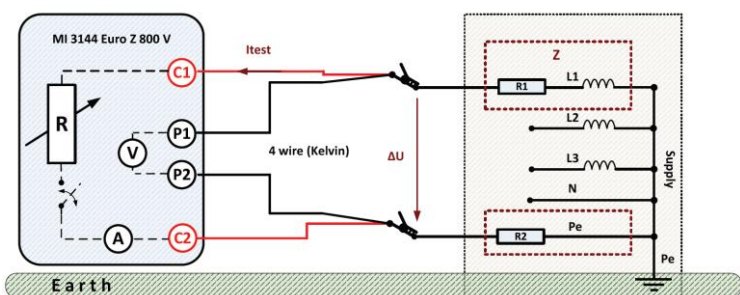 MI 3144 Euro Z 800 V
Itest
Z
C1
R1
L1
R
P1
L2
V
4 wire (Kelvin)
ΔU
P2
L3
Supply
N
A
C2
R2
Pe
Pe
Earth